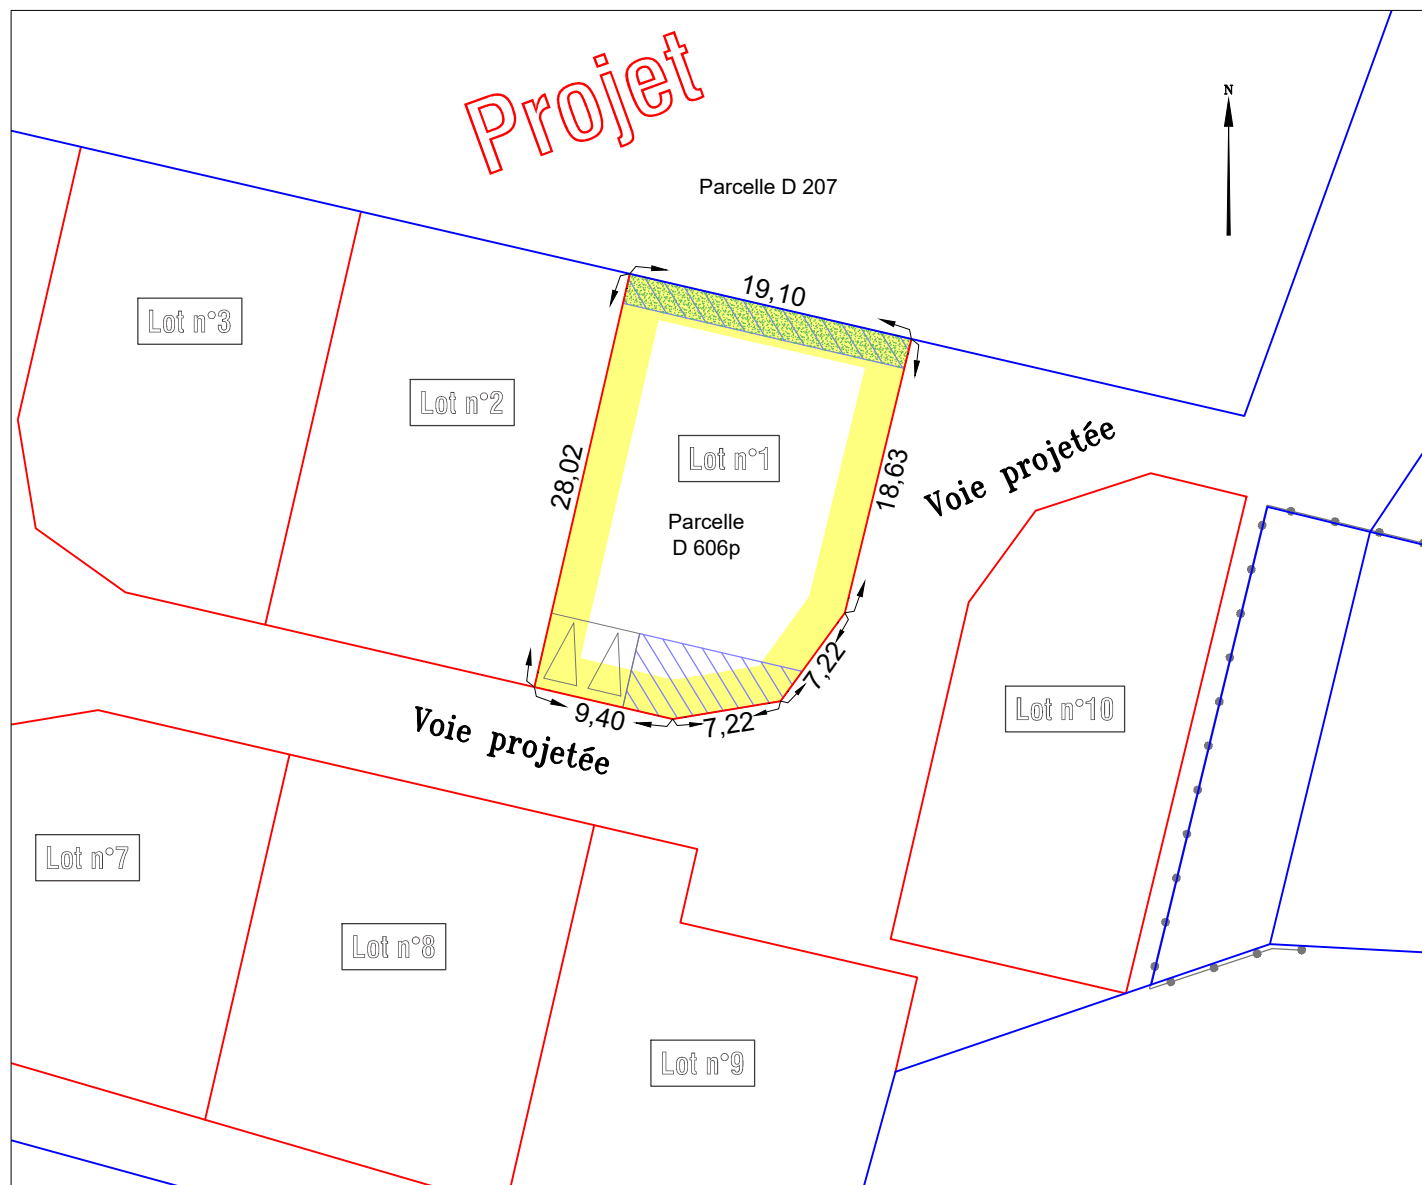 Projet
N
Parcelle D 207
19,10
Lot n°3
Lot n°2
Lot n°1
28,02
18,63
Voie projetée
Parcelle
D 606p
7,22
Lot n°10
9,40
7,22
Voie projetée
Lot n°7
Lot n°8
Lot n°9